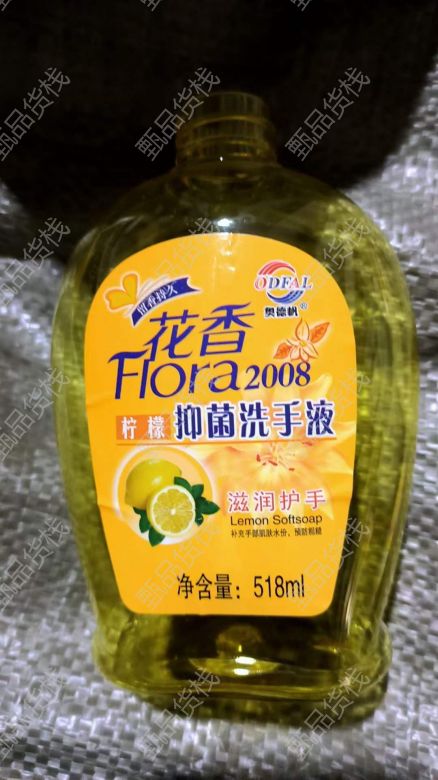 留香持久
ODFAL
奥德帆®
花香
Flora2008
柠檬 抑菌洗手液
滋润护手
Lemon Softsoap
补充手部肌肤水份，预防粗糙
净含量：518ml
甄品货栈